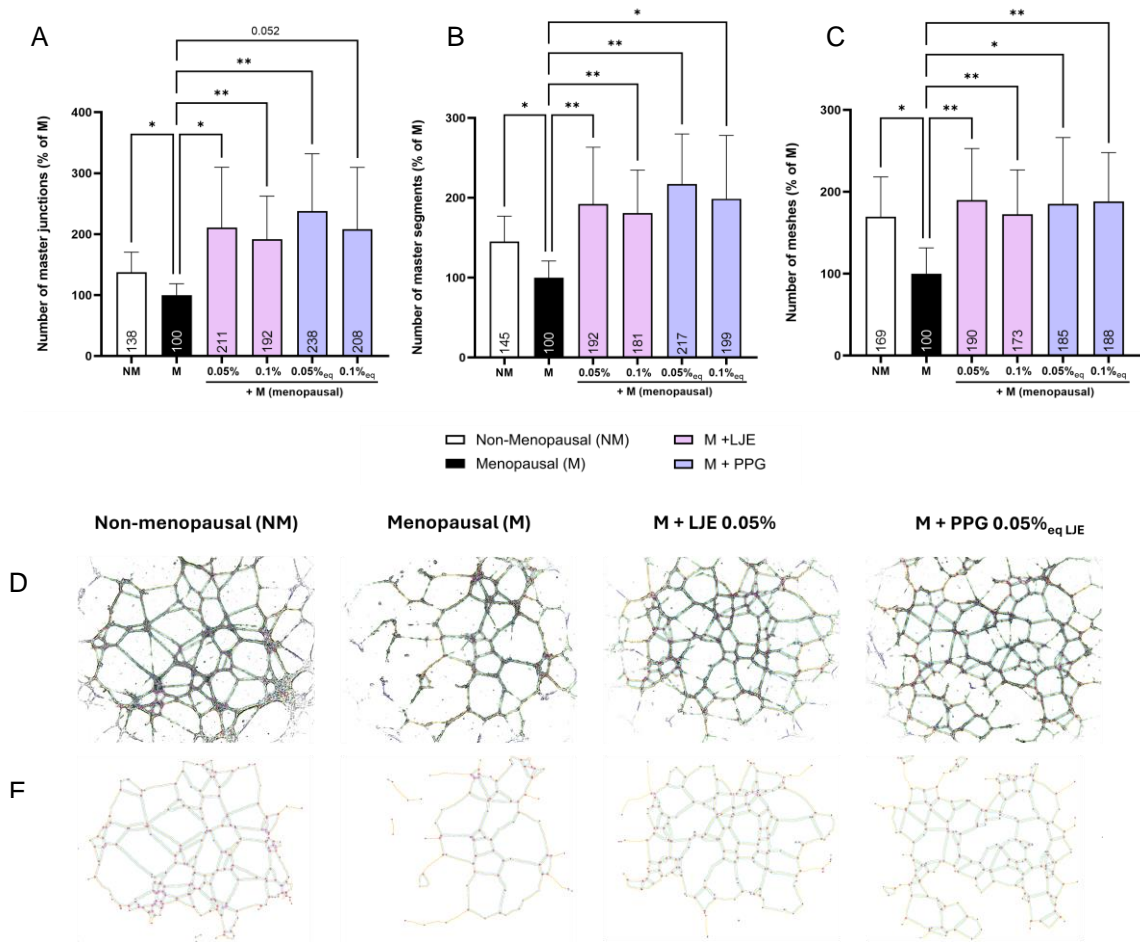 A
0.052
**
**
*
*
Number of master junctions (% of M)
400
300
200
100
0
138
100
211
192
238
208
NM
M
0.05%
0.1%
0.05%eq
0.1%eq
+ M (menopausal)
B
*
**
**
*
**
Number of master segments (% of M)
300
200
100
0
145
100
192
181
217
199
NM
M
0.05%
0.1%
0.05%eq
0.1%eq
+ M (menopausal)
C
**
*
**
*
**
Number of meshes (% of M)
300
200
100
0
169
100
190
173
185
188
NM
M
0.05%
0.1%
0.05%eq
0.1%eq
+ M (menopausal)
Non-Menopausal (NM)
M +LJE
Menopausal (M)
M + PPG
Non-menopausal (NM)
Menopausal (M)
M + LJE 0.05%
M + PPG 0.05%eq LJE
D
F